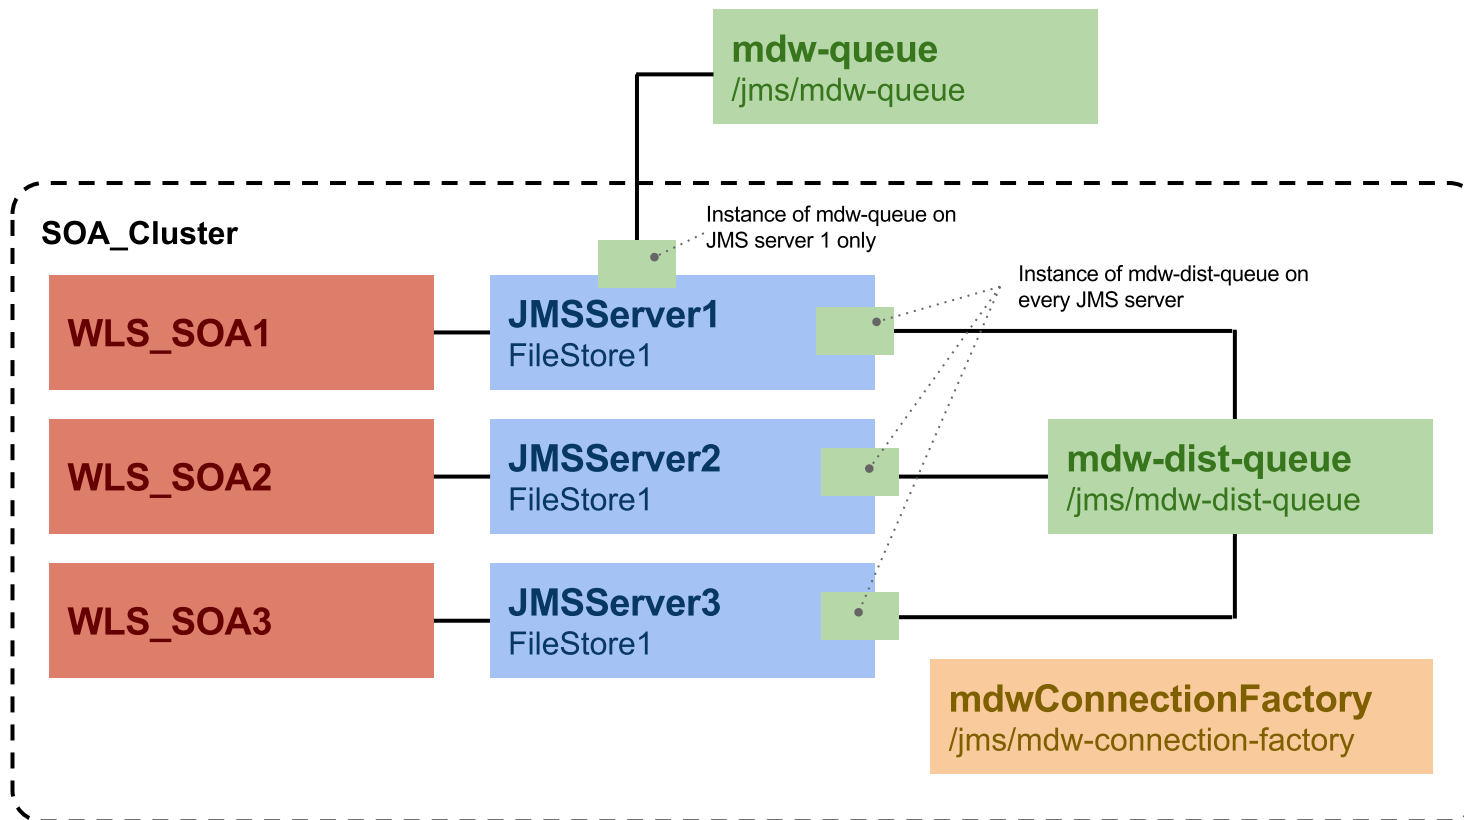 mdw-queue
/jms/mdw-queue
SOA_Cluster
Instance of mdw-queue on
JMS server 1 only
Instance of mdw-dist-queue on
every JMS server
WLS_SOA1
JMSServer1
FileStore1
WLS_SOA2
JMSServer2
FileStore1
mdw-dist-queue
/jms/mdw-dist-queue
WLS_SOA3
JMSServer3
FileStore1
mdwConnectionFactory
/jms/mdw-connection-factory